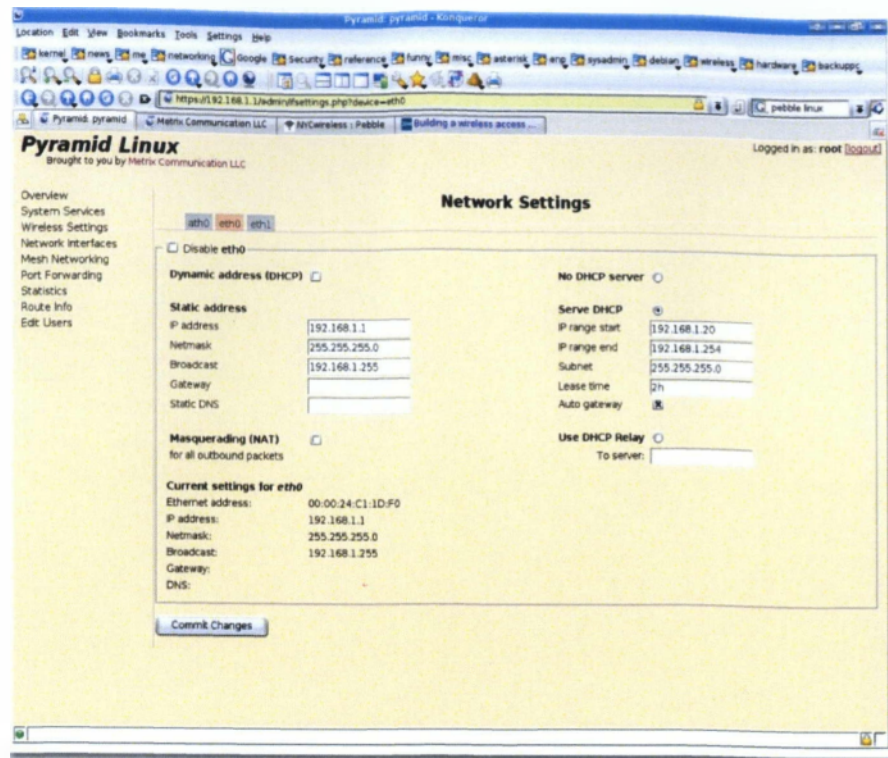 Pyramid: pyramid - Konqueror
Location Edit View Bookmarks Tools Settings Help
kernel news me networking Google Security reference funny misc asterisk eng sysadmin debian wireless hardware backuppc
https://192.168.1.1/admin/ifsettings.php?device=eth0
pebble linux
Pyramid: pyramid Metrix Communication LLC NYCwireless : Pebble Building a wireless access ...
Pyramid Linux
Brought to you by Metrix Communication LLC
Logged in as: root [logout]
Overview
System Services
Wireless Settings
Network Interfaces
Mesh Networking
Port Forwarding
Statistics
Route Info
Edit Users
Network Settings
ath0 eth0 eth1
Disable eth0
Dynamic address (DHCP)
Static address
IP address 192.168.1.1
Netmask 255.255.255.0
Broadcast 192.168.1.255
Gateway
Static DNS
Masquerading (NAT)
for all outbound packets
No DHCP server
Serve DHCP
IP range start 192.168.1.20
IP range end 192.168.1.254
Subnet 255.255.255.0
Lease time 2h
Auto gateway
Use DHCP Relay
To server:
Current settings for eth0
Ethernet address: 00:00:24:C1:1D:F0
IP address: 192.168.1.1
Netmask: 255.255.255.0
Broadcast: 192.168.1.255
Gateway:
DNS:
Commit Changes